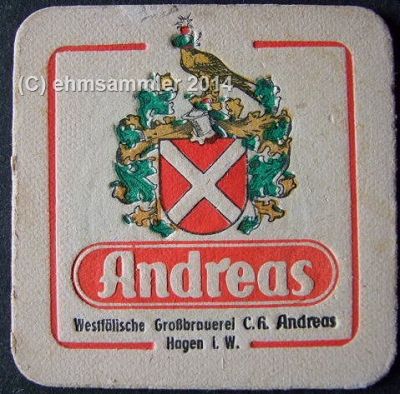 (C) ehmsammler 2014
Andreas
Westfälische Großbrauerei C. R. Andreas
Hagen i. W.